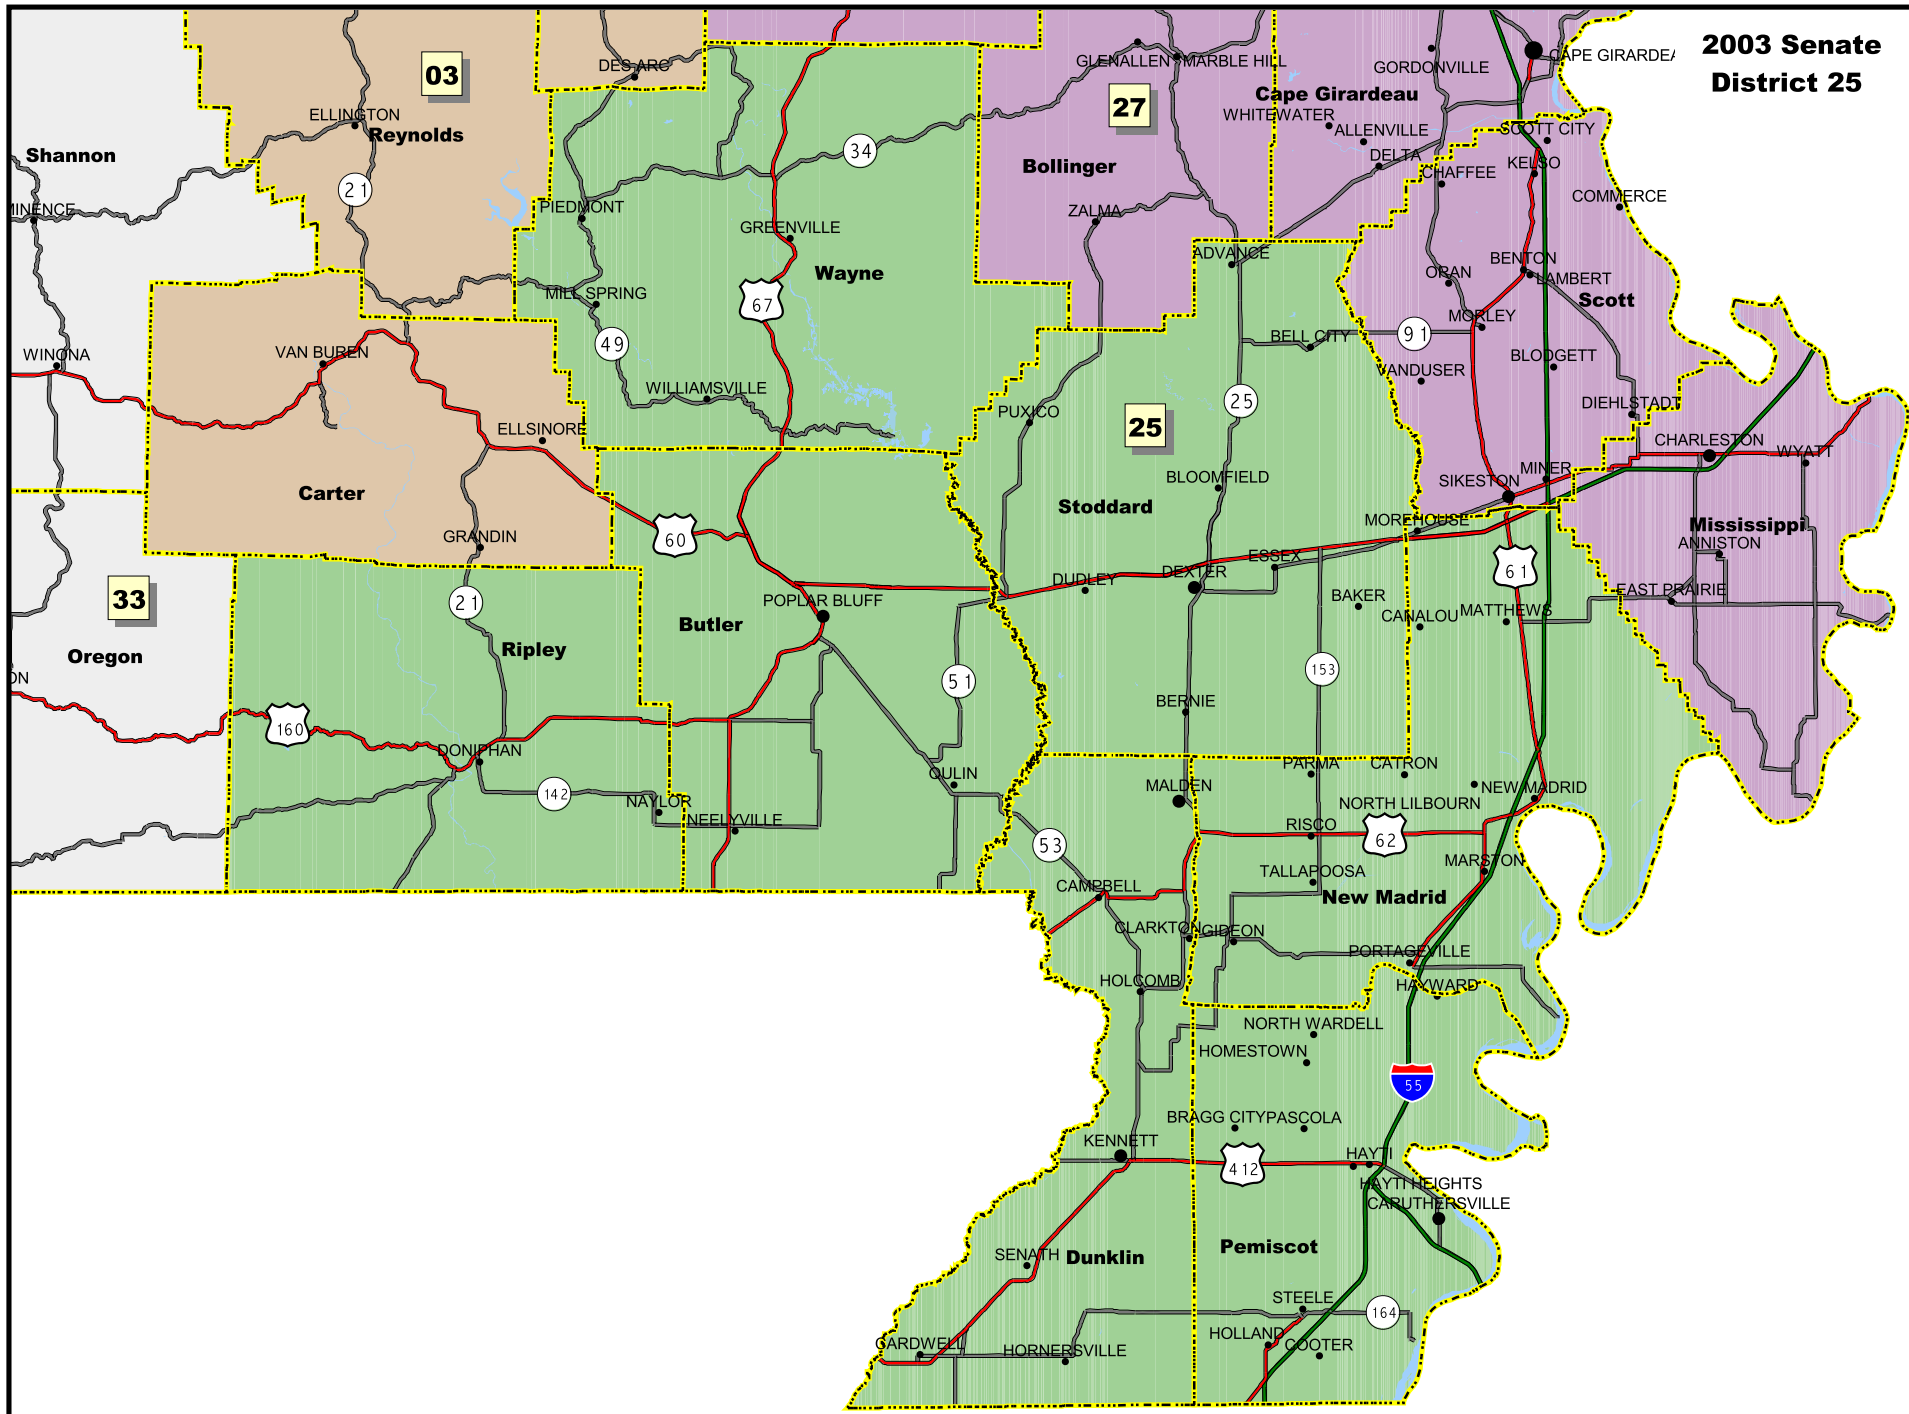 2003 Senate
District 25
03
27
25
33
Shannon
Reynolds
Bollinger
Cape Girardeau
Wayne
Scott
Carter
Stoddard
Mississippi
Oregon
Ripley
Butler
New Madrid
Dunklin
Pemiscot
DES ARC
GLENALLEN
MARBLE HILL
GORDONVILLE
CAPE GIRARDEA
ELLINGTON
WHITEWATER
ALLENVILLE
SCOTT CITY
DELTA
KELSO
CHAFFEE
COMMERCE
MINENCE
PIEDMONT
GREENVILLE
ZALMA
ADVANCE
BENTON
LAMBERT
ORAN
MILL SPRING
MORLEY
BELL CITY
BLODGETT
VANDUSER
WINONA
VAN BUREN
WILLIAMSVILLE
PUXICO
DIEHLSTADT
ELLSINORE
CHARLESTON
WYATT
MINER
SIKESTON
BLOOMFIELD
MOREHOUSE
GRANDIN
ANNISTON
ESSEX
DEXTER
DUDLEY
EAST PRAIRIE
BAKER
CANALOU
MATTHEWS
POPLAR BLUFF
ON
BERNIE
DONIPHAN
QULIN
NAYLOR
NEELYVILLE
MALDEN
PARMA
CATRON
NEW MADRID
NORTH LILBOURN
RISCO
MARSTON
TALLAPOOSA
CAMPBELL
CLARKTON
GIDEON
PORTAGEVILLE
HOLCOMB
HAYWARD
NORTH WARDELL
HOMESTOWN
BRAGG CITY
PASCOLA
KENNETT
HAYTI
HAYTI HEIGHTS
CARUTHERSVILLE
SENATH
STEELE
HOLLAND
COOTER
CARDWELL
HORNERSVILLE
34
21
67
49
91
25
60
61
21
51
153
160
142
53
62
55
412
164